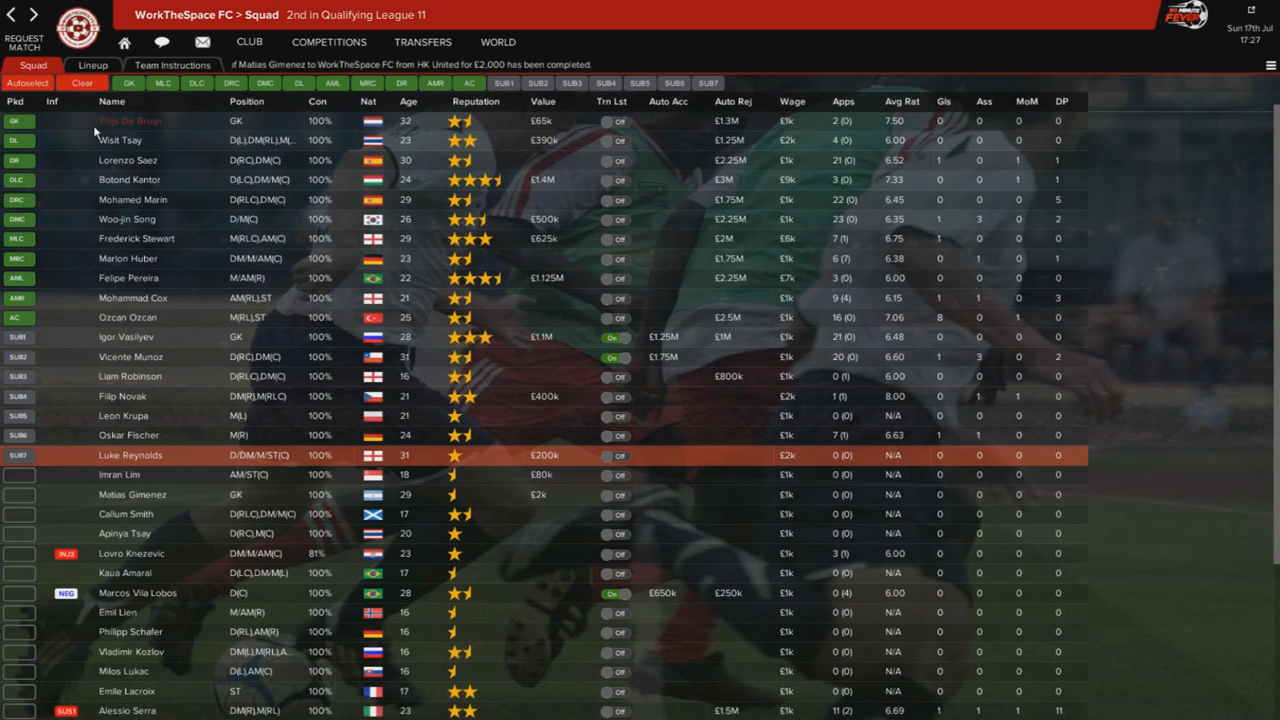 WorkTheSpace FC > Squad 2nd in Qualifying League 11
REQUEST MATCH
90 MINUTE FEVER
Sun 17th Jul
17:27
CLUB COMPETITIONS TRANSFERS WORLD
Squad Lineup Team Instructions if Matias Gimenez to WorkTheSpace FC from HK United for £2,000 has been completed.
Autoselect Clear GK MLC DLC DRC DMC DL AML MRC DR AMR AC SUB1 SUB2 SUB3 SUB4 SUB5 SUB6 SUB7
Pkd Inf Name Position Con Nat Age Reputation Value Trn Lst Auto Acc Auto Rej Wage Apps Avg Rat Gls Ass MoM DP
GK Thijs De Bruijn GK 100% 32 £65k Off £1.3M £1k 2 (0) 7.50 0 0 0 0
DL Visit Tsay D(L),DM(RL),M(... 100% 23 £390k Off £1.25M £2k 4 (0) 6.00 0 0 0 0
DR Lorenzo Saez D(RC),DM(C) 100% 30 Off £2.25M £1k 21 (0) 6.52 1 0 1 1
DLC Botond Kantor D(LC),DM/M(C) 100% 24 £1.4M Off £3M £9k 3 (0) 7.33 0 0 1 1
DRC Mohamed Marin D(RLC),DM(C) 100% 29 Off £1.75M £1k 22 (0) 6.45 0 0 0 5
DMC Woo-jin Song D/M(C) 100% 26 £500k Off £2.25M £1k 23 (0) 6.35 1 3 0 2
MLC Frederick Stewart M(RLC),AM(C) 100% 29 £625k Off £2M £6k 7 (1) 6.75 1 0 0 0
MRC Marlon Huber DM/M/AM(C) 100% 23 Off £1.75M £1k 6 (7) 6.38 0 1 0 1
AML Felipe Pereira M/AM(R) 100% 22 £1.125M Off £2.25M £7k 3 (0) 6.00 0 0 0 0
AMR Mohammad Cox AM(RL),ST 100% 21 Off £1k 9 (4) 6.15 1 1 0 3
AC Ozcan Ozcan M(RL),ST 100% 25 Off £2.5M £1k 16 (0) 7.06 8 0 1 0
SUB1 Igor Vasilyev GK 100% 28 £1.1M On £1.25M £1M £1k 21 (0) 6.48 0 0 0 0
SUB2 Vicente Munoz D(RC),DM(C) 100% 31 On £1.75M £1k 20 (0) 6.60 1 3 0 2
SUB3 Liam Robinson D(RLC),DM(C) 100% 16 Off £800k £1k 0 (1) 6.00 0 0 0 0
SUB4 Filip Novak DM(R),M(RLC) 100% 21 £400k Off £2k 1 (1) 8.00 0 1 1 0
SUB5 Leon Krupa M(L) 100% 21 Off £1k 0 (0) N/A 0 0 0 0
SUB6 Oskar Fischer M(R) 100% 24 Off £1k 7 (1) 6.63 1 1 0 0
SUB7 Luke Reynolds D/DM/M/ST(C) 100% 31 £200k Off £2k 0 (0) N/A 0 0 0 0
Imran Lim AM/ST(C) 100% 18 £80k Off £1k 0 (0) N/A 0 0 0 0
Matias Gimenez GK 100% 29 £2k Off £1k 0 (0) N/A 0 0 0 0
Callum Smith D(RLC),DM/M(C) 100% 17 Off £1k 0 (0) N/A 0 0 0 0
Apinya Tsay D(RC),M(C) 100% 20 Off £1k 0 (0) N/A 0 0 0 0
INJ3 Lovro Knezevic DM/M/AM(C) 81% 23 Off £1k 3 (1) 6.00 0 0 0 0
Kaua Amaral D(LC),DM/M(L) 100% 17 Off £1k 0 (0) N/A 0 0 0 0
NEG Marcos Vila Lobos D(C) 100% 28 On £650k £250k £1k 0 (4) 6.00 0 0 0 0
Emil Lien M/AM(R) 100% 16 Off £1k 0 (0) N/A 0 0 0 0
Philipp Schafer D(RL),AM(R) 100% 16 Off £1k 0 (0) N/A 0 0 0 0
Vladimir Kozlov DM(L),M(RL),A... 100% 16 Off £1k 0 (0) N/A 0 0 0 0
Milos Lukac D(L),AM(C) 100% 16 Off £1k 0 (0) N/A 0 0 0 0
Emile Lacroix ST 100% 17 Off £1k 0 (0) N/A 0 0 0 0
SUS1 Alessio Serra DM(R),M(RL) 100% 23 Off £1.5M £1k 11 (2) 6.69 1 1 1 11